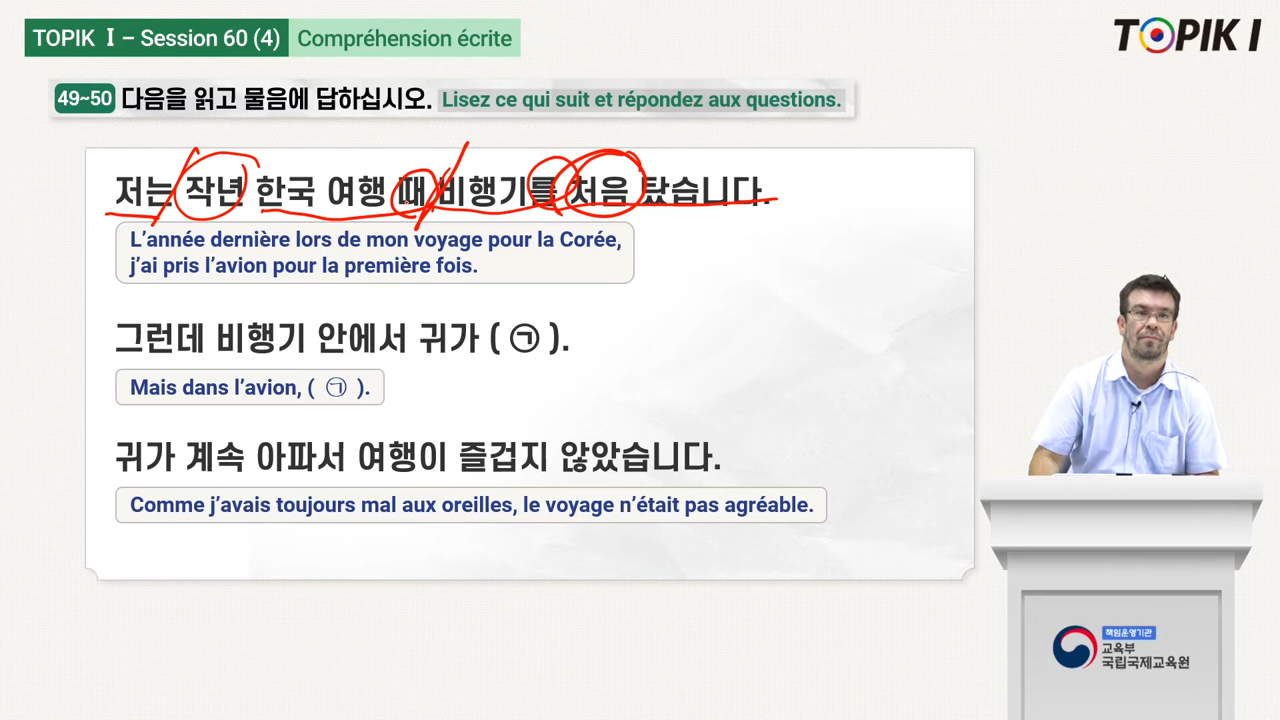 TOPIK Ⅰ – Session 60 (4) Compréhension écrite
TOPIK I
49~50 다음을 읽고 물음에 답하십시오. Lisez ce qui suit et répondez aux questions.
저는 작년 한국 여행 때 비행기를 처음 탔습니다.
L’année dernière lors de mon voyage pour la Corée,
j’ai pris l’avion pour la première fois.
그런데 비행기 안에서 귀가 ( ㉠ ).
Mais dans l’avion, ( ㉠ ).
귀가 계속 아파서 여행이 즐겁지 않았습니다.
Comme j’avais toujours mal aux oreilles, le voyage n’était pas agréable.
책임운영기관
교육부
국립국제교육원